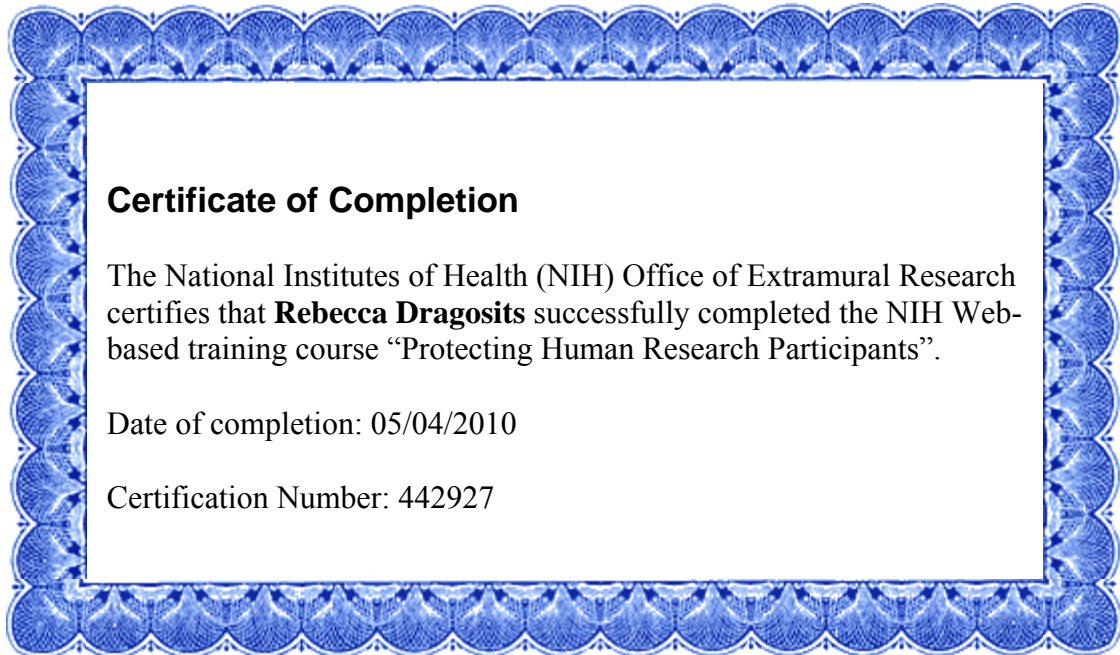 Certificate of Completion
The National Institutes of Health (NIH) Office of Extramural Research
certifies that Rebecca Dragosits successfully completed the NIH Web-
based training course “Protecting Human Research Participants”.
Date of completion: 05/04/2010
Certification Number: 442927